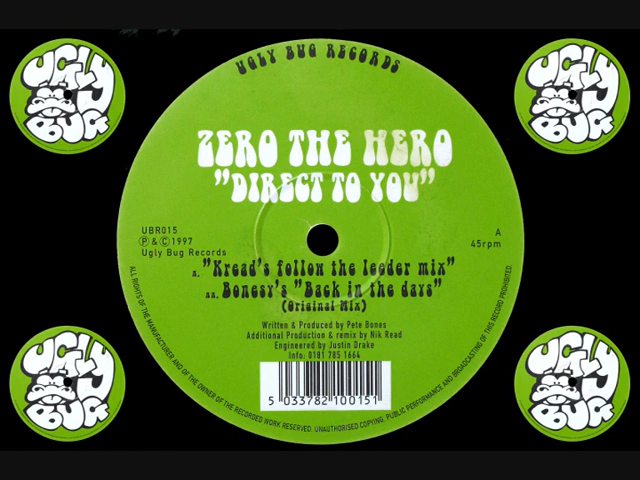 UGLY BUG RECORDS
UGLY BUG
UGLY BUG
ZERO THE HERO
"DIRECT TO YOU"
UBR015
Ⓟ & Ⓒ 1997
Ugly Bug Records
A
45rpm
A. "Kread's follow the leeder mix"
AA. Bonesy's "Back in the days"
(Original Mix)
Written & Produced by Pete Bones
Additional Production & remix by Nik Read
Engineered by Justin Drake
Info: 0181 785 1664
5 033782 100151
ALL RIGHTS OF THE MANUFACTURER AND OF THE OWNER OF THE RECORDED WORK RESERVED. UNAUTHORISED COPYING, PUBLIC PERFORMANCE AND BROADCASTING OF THIS RECORD PROHIBITED.
UGLY BUG
UGLY BUG